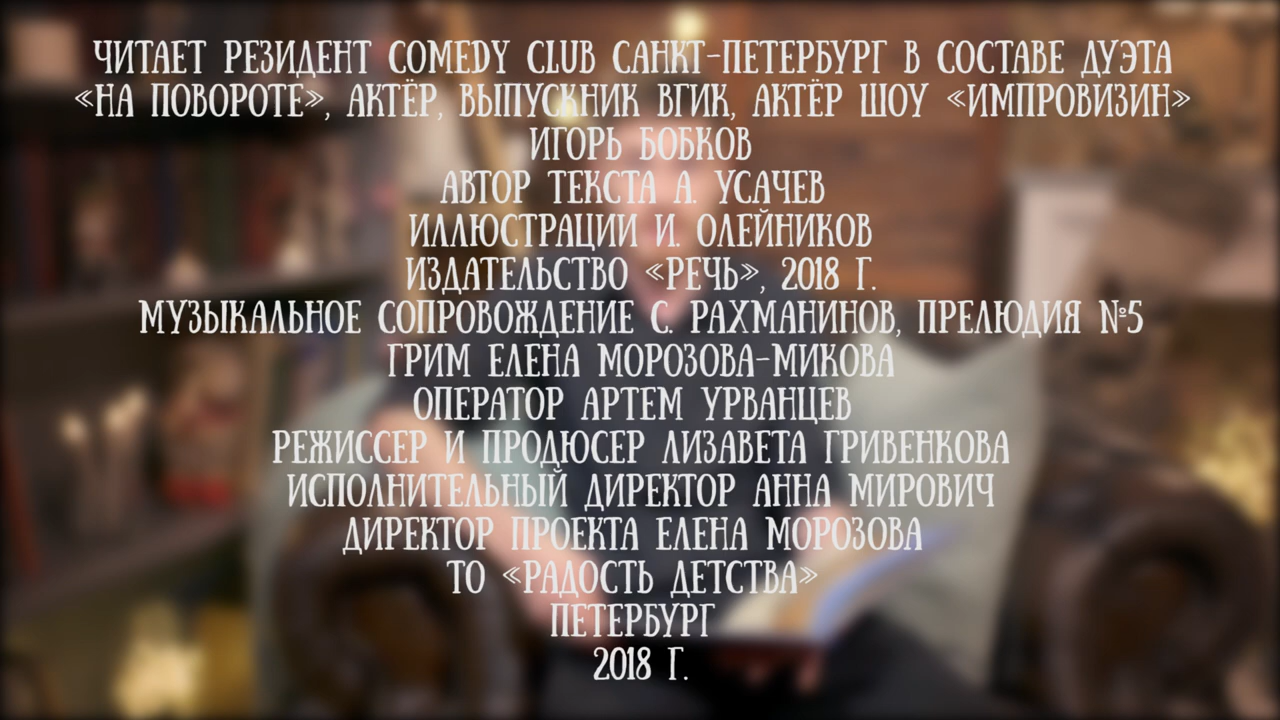 ЧИТАЕТ РЕЗИДЕНТ COMEDY CLUB САНКТ-ПЕТЕРБУРГ В СОСТАВЕ ДУЭТА
«НА ПОВОРОТЕ», АКТЁР, ВЫПУСКНИК ВГИК, АКТЁР ШОУ «ИМПРОВИЗИН»
ИГОРЬ БОБКОВ
АВТОР ТЕКСТА А. УСАЧЕВ
ИЛЛЮСТРАЦИИ И. ОЛЕЙНИКОВ
ИЗДАТЕЛЬСТВО «РЕЧЬ», 2018 Г.
МУЗЫКАЛЬНОЕ СОПРОВОЖДЕНИЕ С. РАХМАНИНОВ, ПРЕЛЮДИЯ №5
ГРИМ ЕЛЕНА МОРОЗОВА-МИКОВА
ОПЕРАТОР АРТЕМ УРВАНЦЕВ
РЕЖИССЕР И ПРОДЮСЕР ЛИЗАВЕТА ГРИВЕНКОВА
ИСПОЛНИТЕЛЬНЫЙ ДИРЕКТОР АННА МИРОВИЧ
ДИРЕКТОР ПРОЕКТА ЕЛЕНА МОРОЗОВА
ТО «РАДОСТЬ ДЕТСТВА»
ПЕТЕРБУРГ
2018 Г.